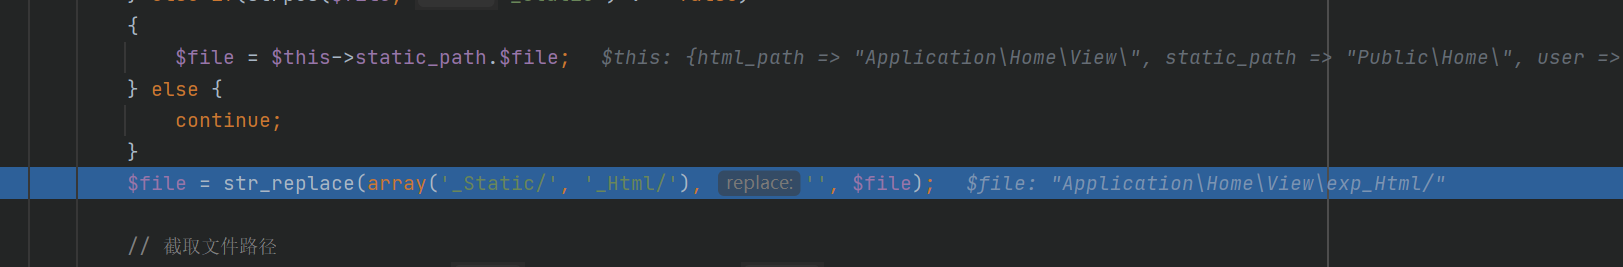 {
$file = $this->static_path.$file; $this: {html_path => "Application\Home\View\", static_path => "Public\Home\", user =>
} else {
continue;
}
$file = str_replace(array('_Static/', '_Html/'), replace: '', $file); $file: "Application\Home\View\exp_Html/"
// 截取文件路径